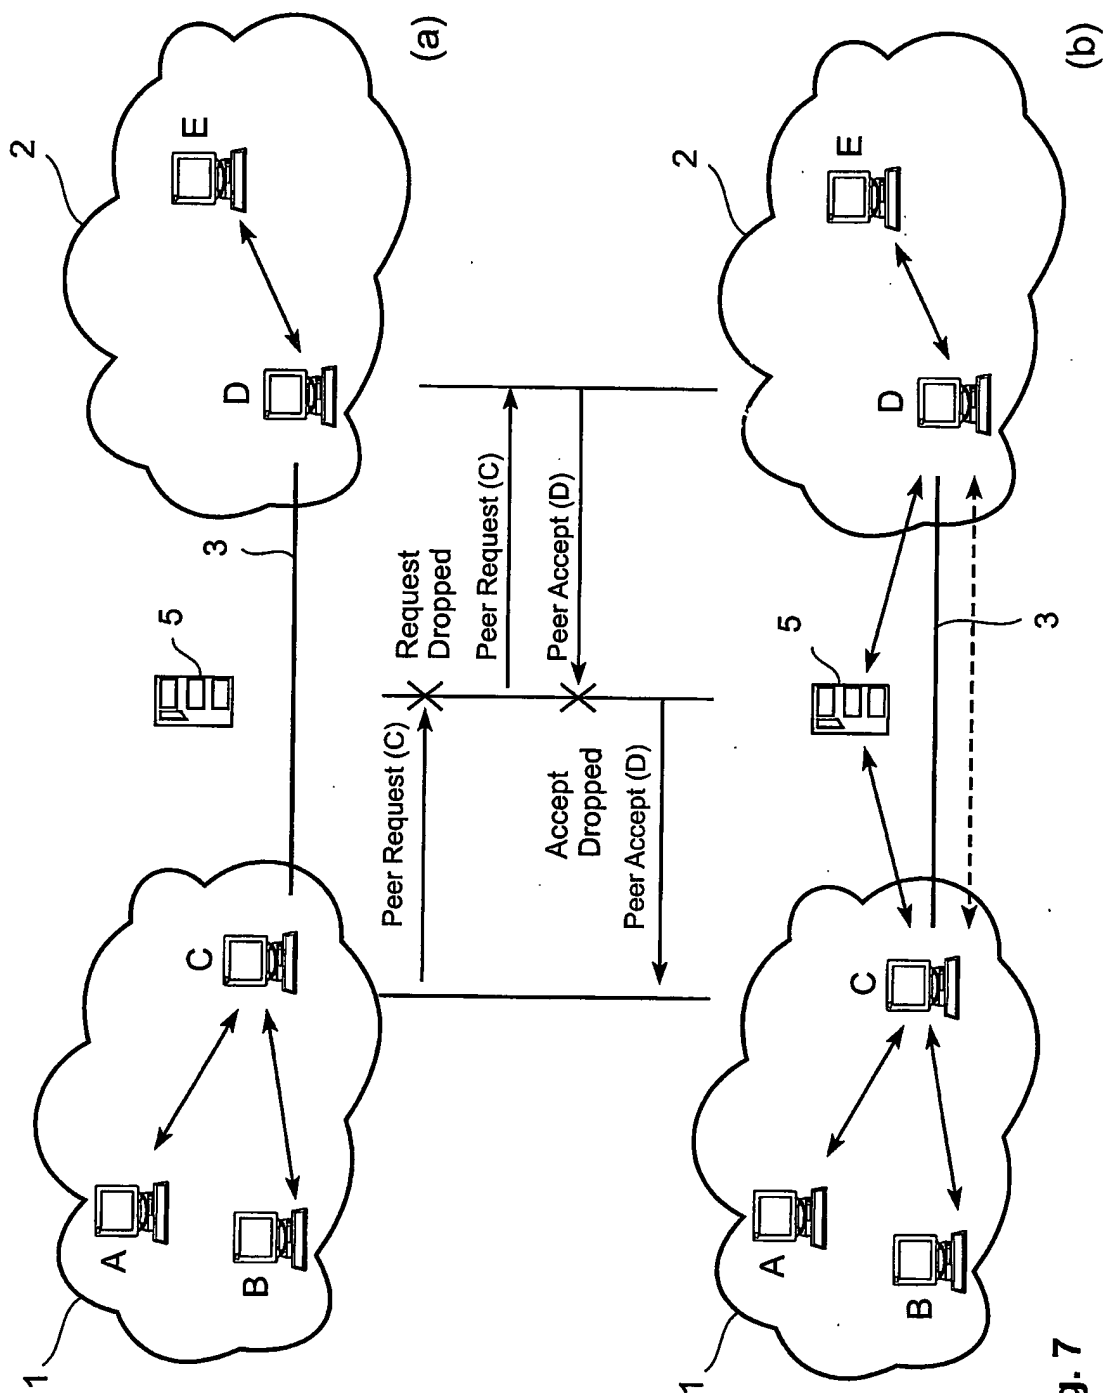 1
2
A
B
C
D
E
5
3
(a)
Peer Request (C)
Request
Dropped
Peer Request (C)
Peer Accept (D)
Accept
Dropped
Peer Accept (D)
1
2
A
B
C
D
E
5
3
(b)
g. 7